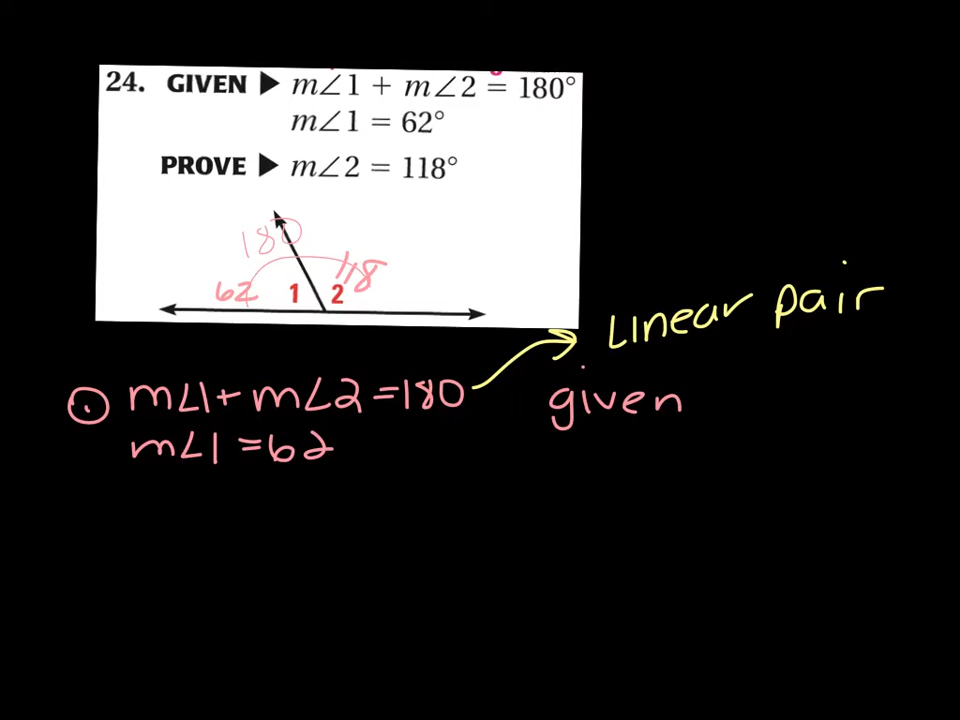 24. GIVEN ▶ m∠1 + m∠2 = 180°
m∠1 = 62°
PROVE ▶ m∠2 = 118°
180
62 1 2 118
Linear pair
① m∠1 + m∠2 = 180 given
m∠1 = 62